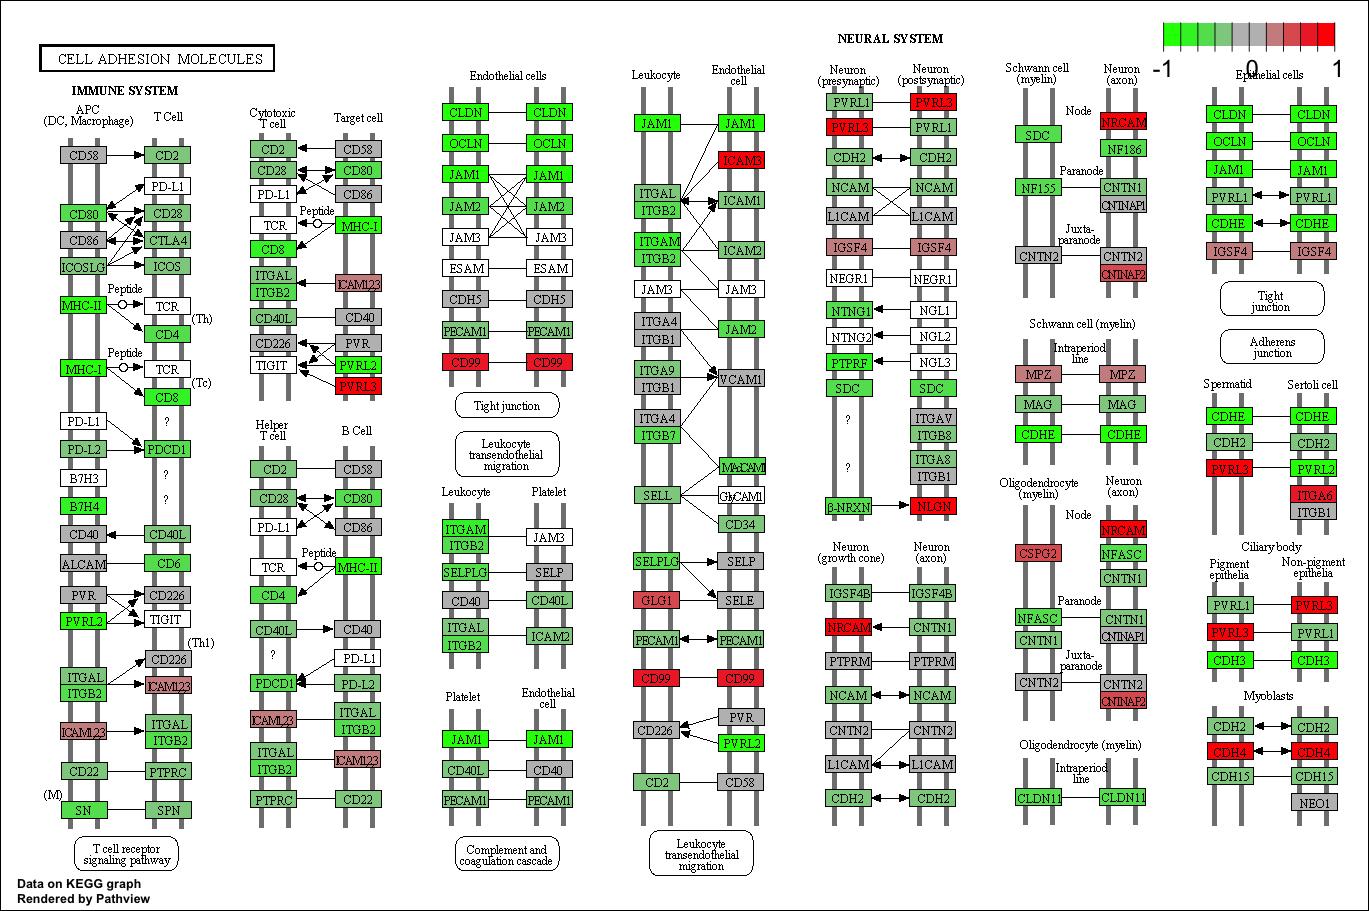 CELL ADHESION MOLECULES
IMMUNE SYSTEM
APC
(DC, Macrophage)
T Cell
CD58
CD2
PD-L1
CD80
CD28
CD86
CTLA4
ICOSLG
ICOS
MHC-II
Peptide
TCR
(Th)
CD4
MHC-I
Peptide
TCR
(Tc)
CD8
PD-L1
?
PD-L2
PDCD1
B7H3
?
B7H4
?
CD40
CD40L
ALCAM
CD6
PVR
CD226
PVRL2
TIGIT
(Th1)
CD226
ITGAL
ITGB2
ICAM123
ICAM123
ITGAL
ITGB2
CD22
PTPRC
(M)
SN
SPN
T cell receptor
signaling pathway
Data on KEGG graph
Rendered by Pathview
Cytotoxic
T cell
Target cell
CD2
CD58
CD28
CD80
PD-L1
CD86
Peptide
TCR
MHC-I
CD8
ITGAL
ITGB2
ICAM123
CD40L
CD40
CD226
PVR
TIGIT
PVRL2
PVRL3
Helper
T cell
B Cell
CD2
CD58
CD28
CD80
PD-L1
CD86
Peptide
TCR
MHC-II
CD4
CD40L
CD40
?
PD-L1
PDCD1
PD-L2
ICAM123
ITGAL
ITGB2
ITGAL
ITGB2
ICAM123
PTPRC
CD22
Endothelial cells
CLDN
CLDN
OCLN
OCLN
JAM1
JAM1
JAM2
JAM2
JAM3
JAM3
ESAM
ESAM
CDH5
CDH5
PECAM1
PECAM1
CD99
CD99
Tight junction
Leukocyte
transendothelial
migration
Leukocyte
Platelet
ITGAM
ITGB2
JAM3
SELPLG
SELP
CD40
CD40L
ITGAL
ITGB2
ICAM2
Platelet
Endothelial
cell
JAM1
JAM1
CD40L
CD40
PECAM1
PECAM1
Complement and
coagulation cascade
Leukocyte
Endothelial
cell
JAM1
JAM1
ICAM3
ITGAL
ITGB2
ICAM1
ITGAM
ITGB2
ICAM2
JAM3
JAM3
ITGA4
ITGB1
JAM2
ITGA9
ITGB1
VCAM1
ITGA4
ITGB7
SELL
CD34
SELPLG
SELP
GLG1
SELE
PECAM1
PECAM1
CD99
CD99
CD226
PVR
PVRL2
CD2
CD58
Leukocyte
transendothelial
migration
NEURAL SYSTEM
Neuron
(presynaptic)
Neuron
(postsynaptic)
PVRL1
PVRL3
PVRL3
PVRL1
CDH2
CDH2
NCAM
NCAM
L1CAM
L1CAM
IGSF4
IGSF4
NEGR1
NEGR1
NTNG1
NGL1
NTNG2
NGL2
PTPRF
NGL3
SDC
SDC
?
ITGAV
ITGB8
?
ITGA8
ITGB1
β-NRXN
NLGN
Neuron
(growth cone)
Neuron
(axon)
IGSF4B
IGSF4B
NRCAM
CNTN1
PTPRM
PTPRM
NCAM
NCAM
CNTN2
CNTN2
L1CAM
L1CAM
CDH2
CDH2
Schwann cell
(myelin)
Neuron
(axon)
Node
SDC
NRCAM
NF186
Paranode
NF155
CNTN1
CNTNAP1
Juxta-
paranode
CNTN2
CNTN2
CNTNAP2
Schwann cell (myelin)
Intraperiod
line
MPZ
MPZ
MAG
MAG
CDHE
CDHE
Oligodendrocyte
(myelin)
Neuron
(axon)
Node
NRCAM
CSPG2
NFASC
CNTN1
Paranode
NFASC
CNTN1
CNTN1
CNTNAP1
Juxta-
paranode
CNTN2
CNTN2
CNTNAP2
Oligodendrocyte (myelin)
Intraperiod
line
CLDN11
CLDN11
-1
0
1
Epithelial cells
CLDN
CLDN
OCLN
OCLN
JAM1
JAM1
PVRL1
PVRL1
CDHE
CDHE
IGSF4
IGSF4
Tight
junction
Adherens
junction
Spermatid
Sertoli cell
CDHE
CDHE
CDH2
CDH2
PVRL3
PVRL2
ITGA6
ITGB1
Ciliary body
Pigment
epithelia
Non-pigment
epithelia
PVRL1
PVRL3
PVRL3
PVRL1
CDH3
CDH3
Myoblasts
CDH2
CDH2
CDH4
CDH4
CDH15
CDH15
NEO1